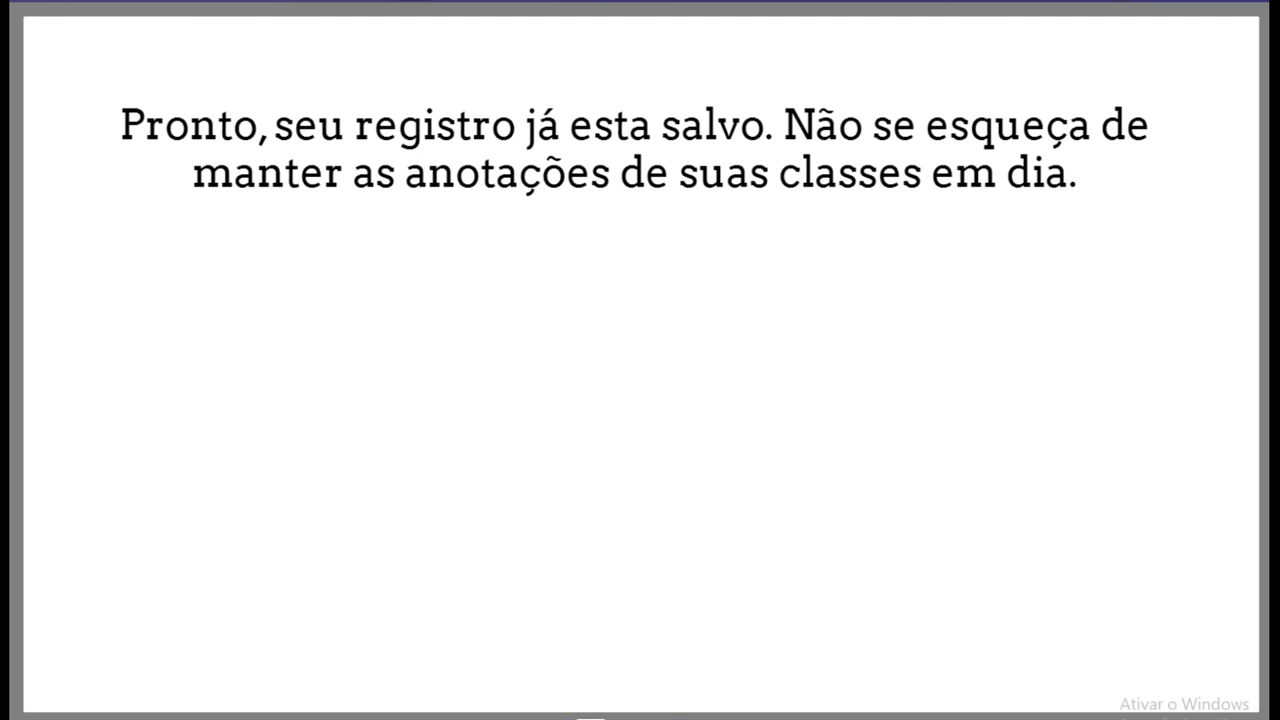 Pronto, seu registro já esta salvo. Não se esqueça de
manter as anotações de suas classes em dia.
Ativar o Windows